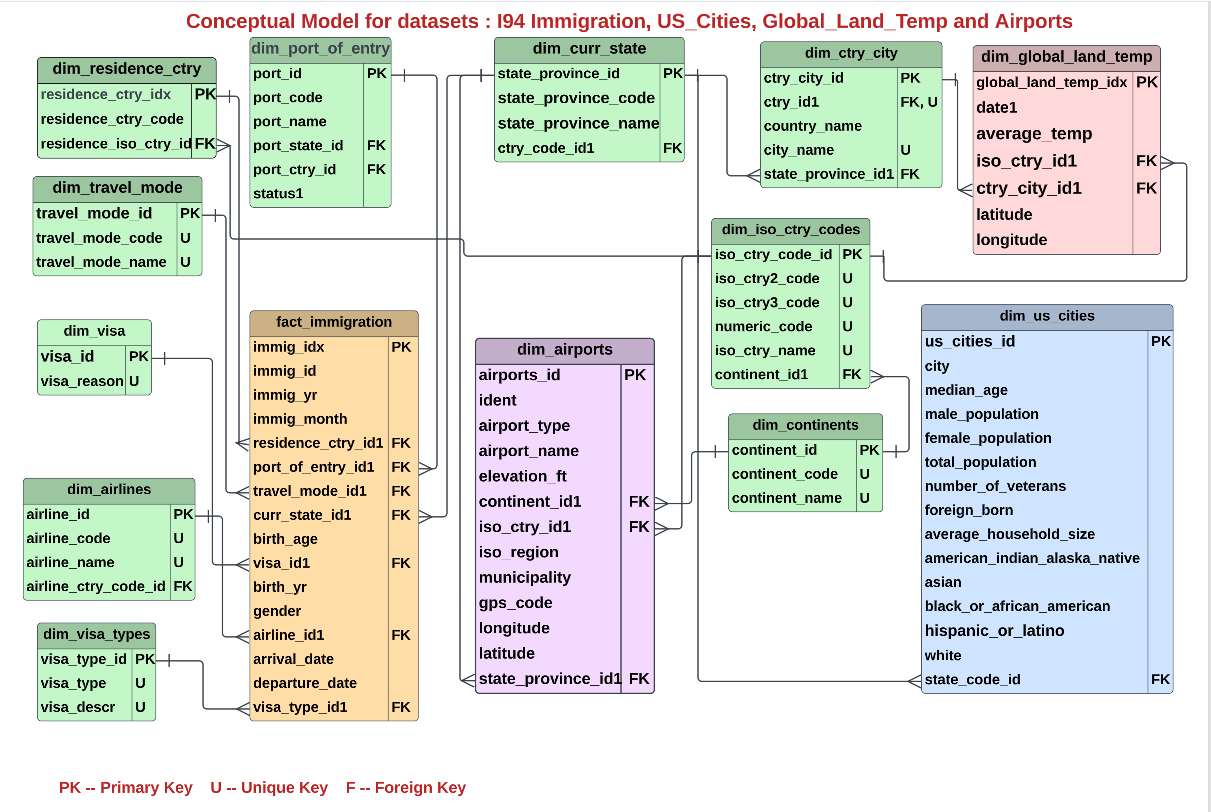 Conceptual Model for datasets : I94 Immigration, US_Cities, Global_Land_Temp and Airports
dim_residence_ctry
residence_ctry_idx PK
residence_ctry_code
residence_iso_ctry_id FK
dim_port_of_entry
port_id PK
port_code
port_name
port_state_id FK
port_ctry_id FK
status1
dim_curr_state
state_province_id PK
state_province_code
state_province_name
ctry_code_id1 FK
dim_ctry_city
ctry_city_id PK
ctry_id1 FK, U
country_name
city_name U
state_province_id1 FK
dim_global_land_temp
global_land_temp_idx PK
date1
average_temp
iso_ctry_id1 FK
ctry_city_id1 FK
latitude
longitude
dim_travel_mode
travel_mode_id PK
travel_mode_code U
travel_mode_name U
dim_iso_ctry_codes
iso_ctry_code_id PK
iso_ctry2_code U
iso_ctry3_code U
numeric_code U
iso_ctry_name U
continent_id1 FK
dim_visa
visa_id PK
visa_reason U
fact_immigration
immig_idx PK
immig_id
immig_yr
immig_month
residence_ctry_id1 FK
port_of_entry_id1 FK
travel_mode_id1 FK
curr_state_id1 FK
birth_age
visa_id1 FK
birth_yr
gender
airline_id1 FK
arrival_date
departure_date
visa_type_id1 FK
dim_airports
airports_id PK
ident
airport_type
airport_name
elevation_ft
continent_id1 FK
iso_ctry_id1 FK
iso_region
municipality
gps_code
longitude
latitude
state_province_id1 FK
dim_continents
continent_id PK
continent_code U
continent_name U
dim_us_cities
us_cities_id PK
city
median_age
male_population
female_population
total_population
number_of_veterans
foreign_born
average_household_size
american_indian_alaska_native
asian
black_or_african_american
hispanic_or_latino
white
state_code_id FK
dim_airlines
airline_id PK
airline_code U
airline_name U
airline_ctry_code_id FK
dim_visa_types
visa_type_id PK
visa_type U
visa_descr U
PK -- Primary Key U -- Unique Key F -- Foreign Key